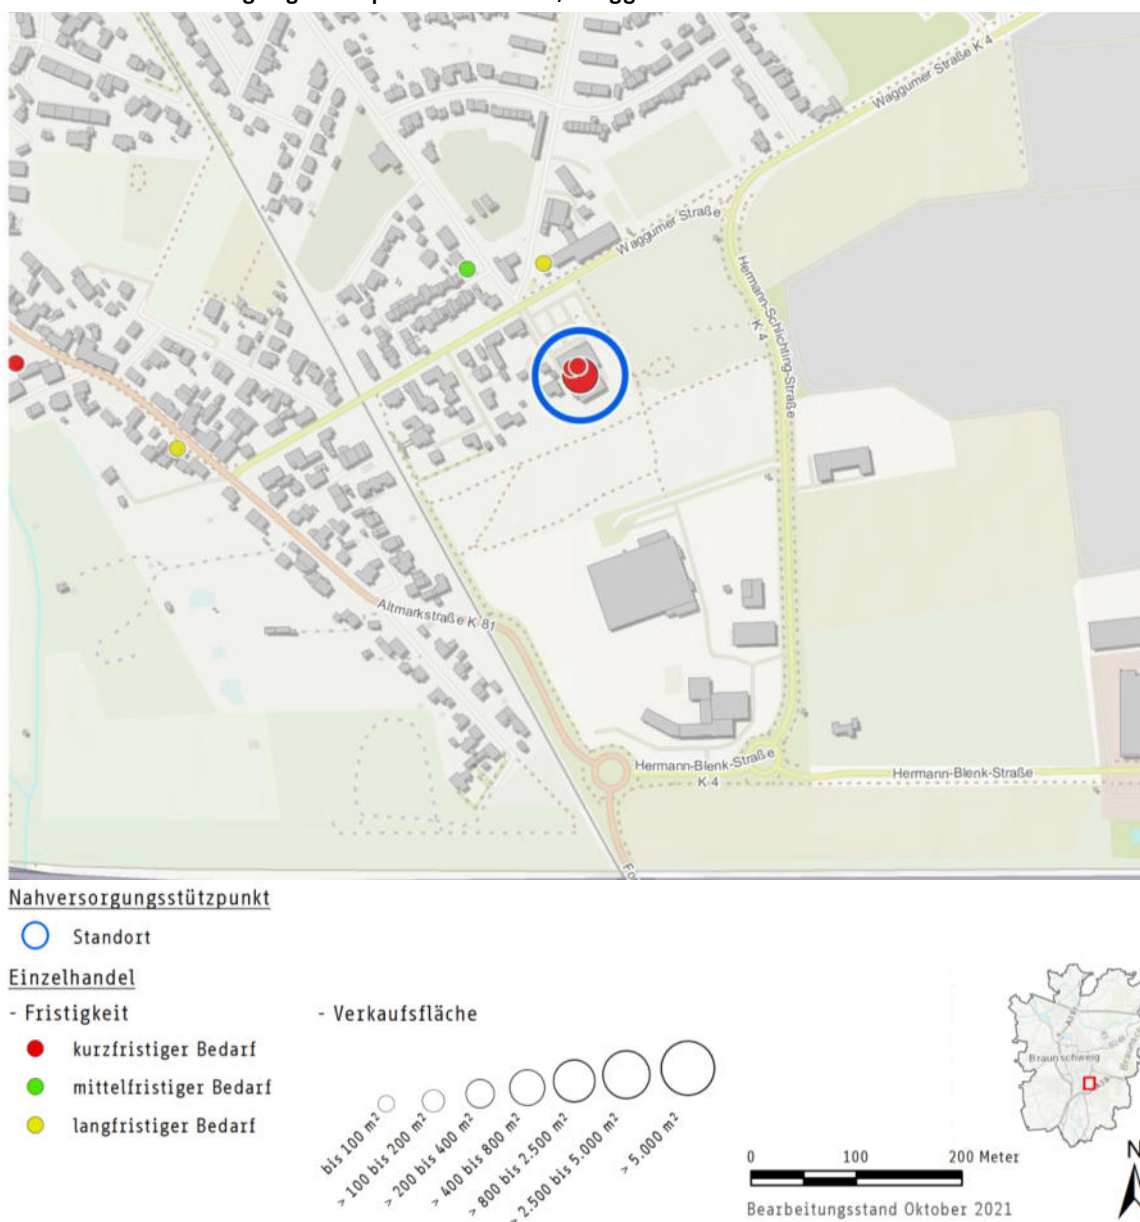 Waggumer Straße K 4
Waggumer Straße
Hermann-Schlichting-Straße
K 4
Altmarkstraße K 81
Hermann-Blenk-Straße
K 4
Hermann-Blenk-Straße
Nahversorgungsstützpunkt
Standort
Einzelhandel
- Fristigkeit
kurzfristiger Bedarf
mittelfristiger Bedarf
langfristiger Bedarf
- Verkaufsfläche
bis 100 m²
> 100 bis 200 m²
> 200 bis 400 m²
> 400 bis 800 m²
> 800 bis 2.500 m²
> 2.500 bis 5.000 m²
> 5.000 m²
Braunschweig
0 100 200 Meter
Bearbeitungsstand Oktober 2021
N